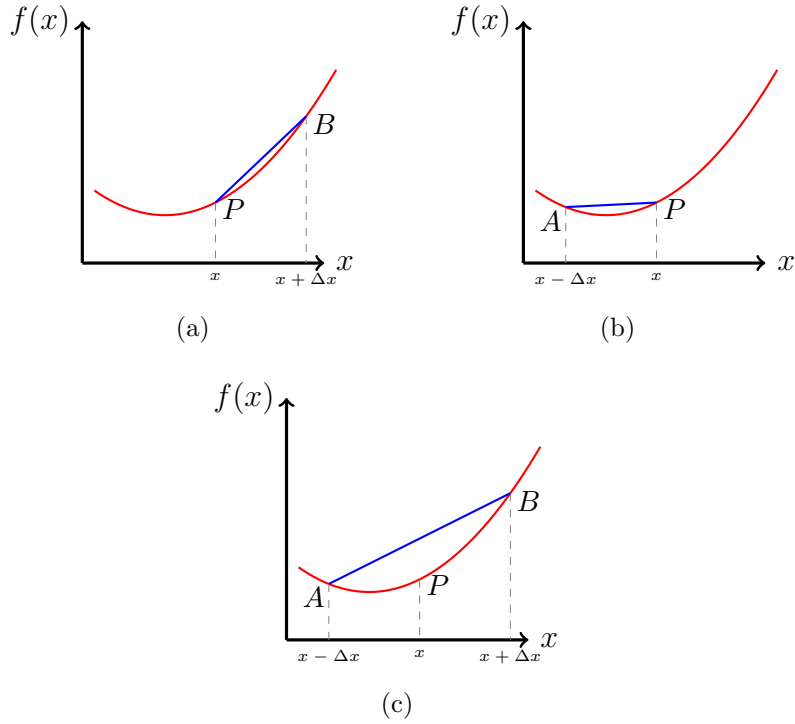 f(x)
B
P
x
x
x + Δx
(a)
f(x)
A
P
x
x − Δx
x
(b)
f(x)
B
P
A
x
x − Δx
x
x + Δx
(c)